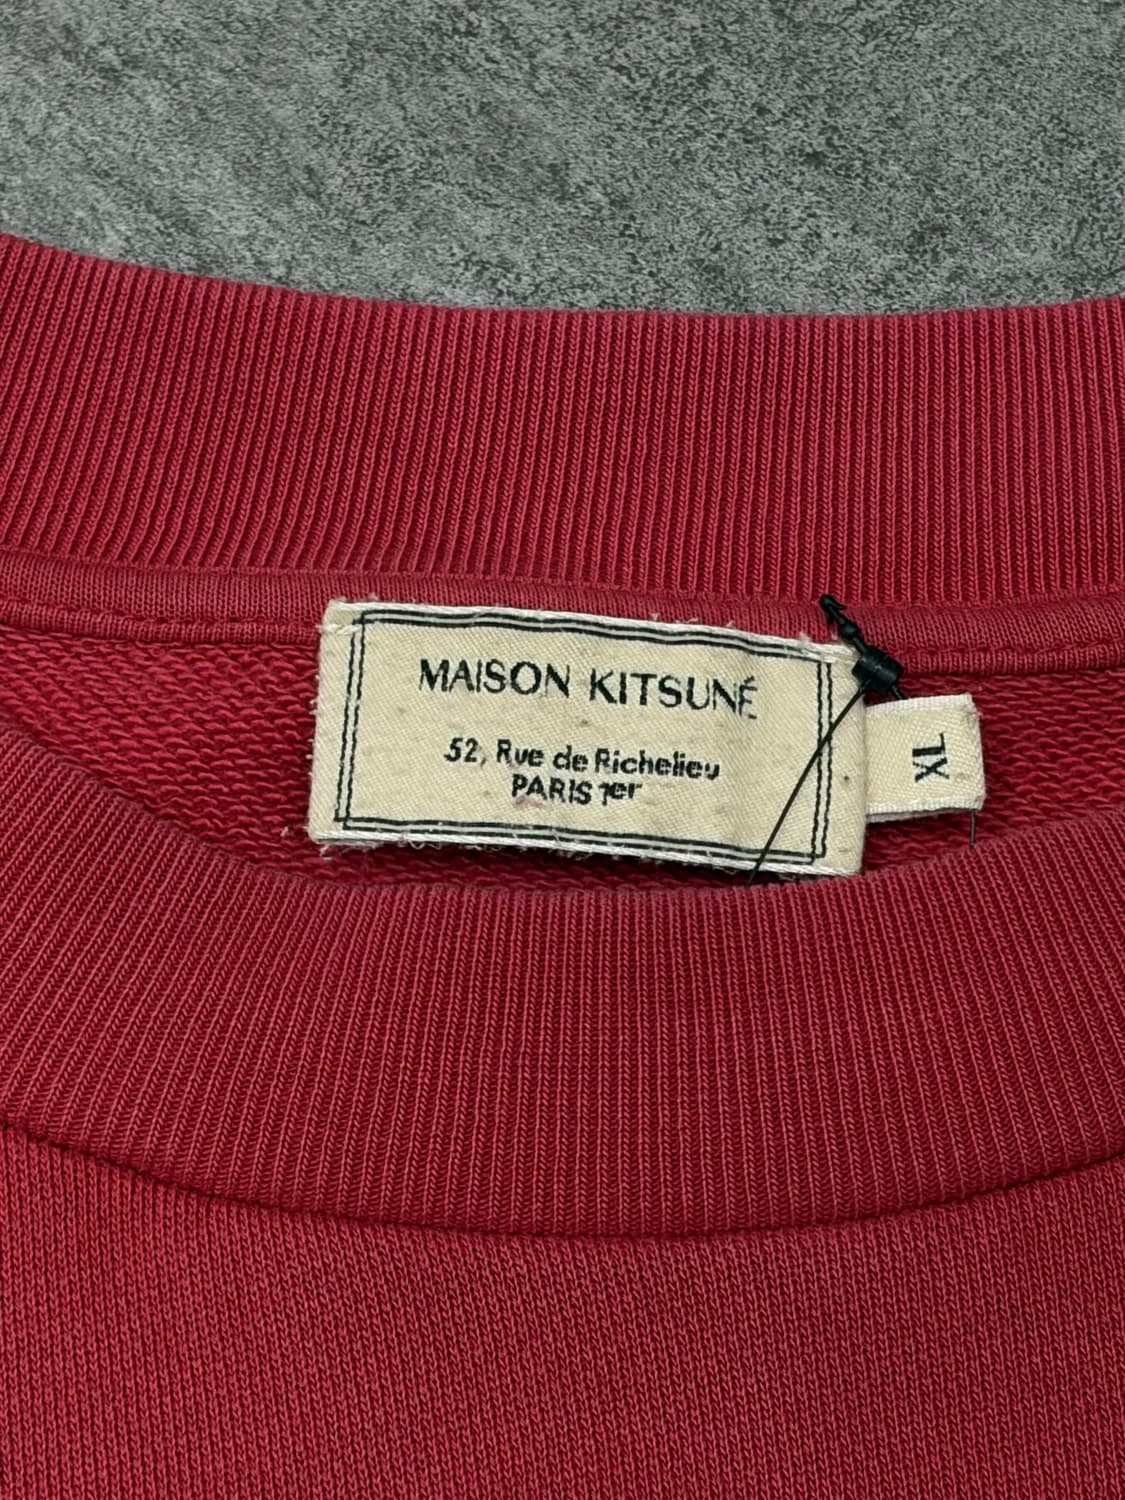 MAISON KITSUNÉ
52, Rue de Richelieu
PARIS 1er
XL